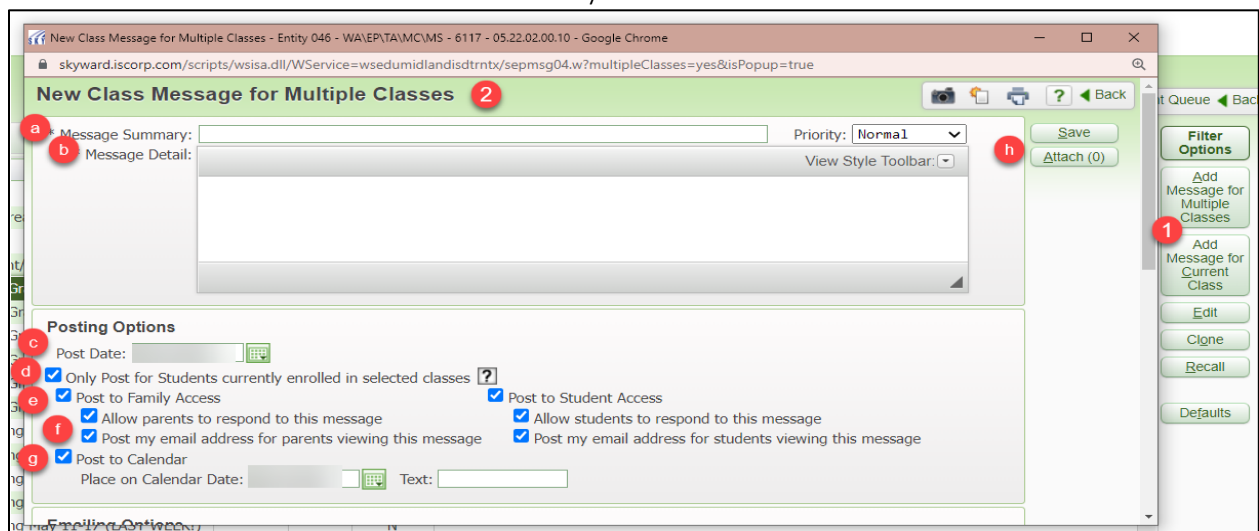 New Class Message for Multiple Classes - Entity 046 - WA\EP\TA\MC\MS - 6117 - 05.22.02.00.10 - Google Chrome
skyward.iscorp.com/scripts/wsisa.dll/WService=wsedumidlandisdtrntx/sepmsg04.w?multipleClasses=yes&isPopup=true
New Class Message for Multiple Classes 2
? Back
a * Message Summary: Priority: Normal
b * Message Detail: View Style Toolbar:
Save
h Attach (0)
Posting Options
c Post Date:
d Only Post for Students currently enrolled in selected classes ?
e Post to Family Access Post to Student Access
Allow parents to respond to this message Allow students to respond to this message
f Post my email address for parents viewing this message Post my email address for students viewing this message
g Post to Calendar
Place on Calendar Date: Text:
Queue Bac
Filter
Options
Add
Message for
Multiple
Classes
1
Add
Message for
Current
Class
Edit
Clone
Recall
Defaults